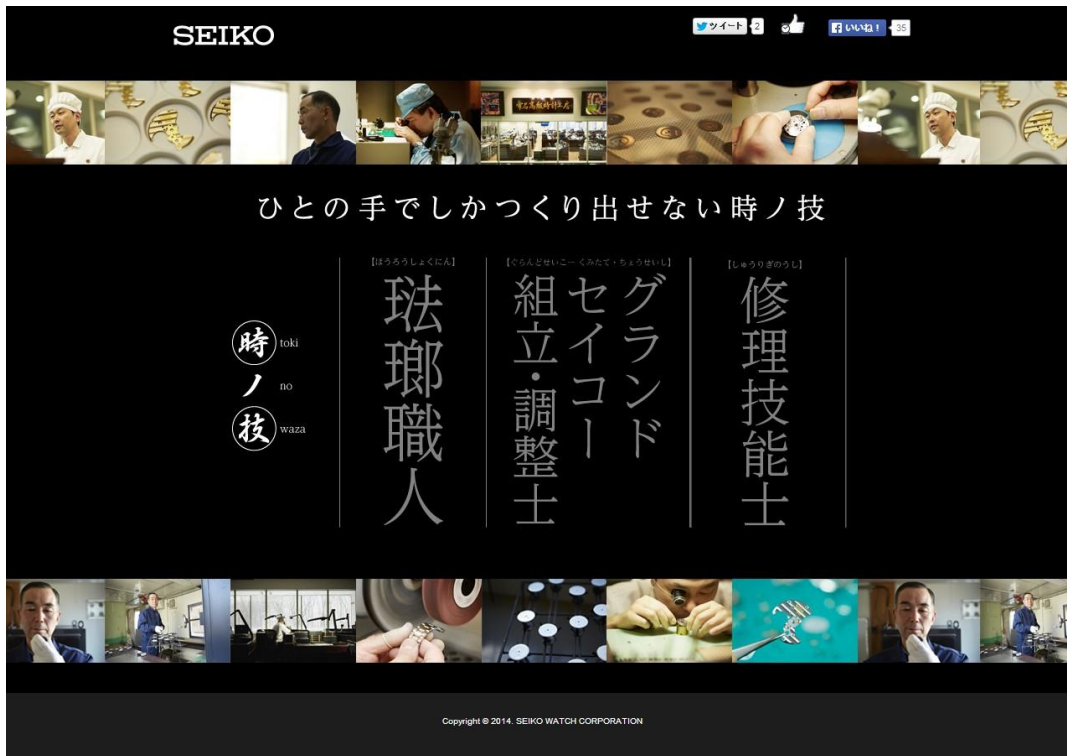 SEIKO
ツイート 2
いいね！ 35
ひとの手でしかつくり出せない時ノ技
時 toki
ノ no
技 waza
【ほうろうしょくにん】
琺瑯職人
【ぐらんどせいこー くみたて・ちょうせいし】
グランド
セイコー
組立・調整士
【しゅうりぎのうし】
修理技能士
Copyright © 2014. SEIKO WATCH CORPORATION